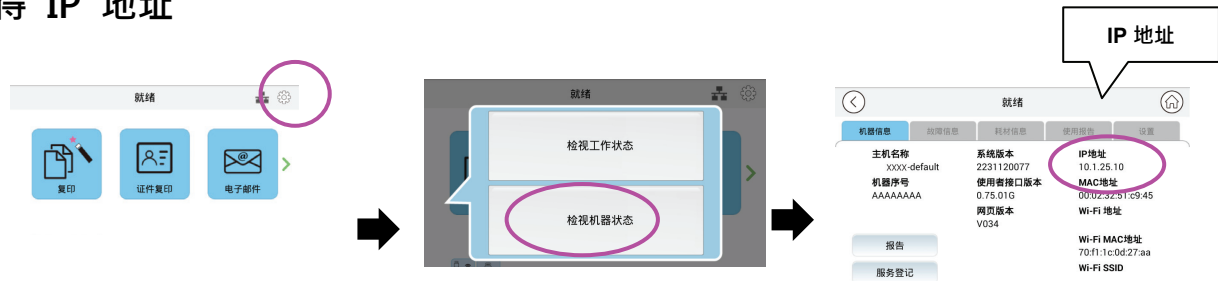 得 IP 地址
IP 地址
就绪
复印
证件复印
电子邮件
就绪
检视工作状态
检视机器状态
就绪
机器信息
故障信息
耗材信息
使用报告
设置
主机名称
XXXX-default
机器序号
AAAAAAAA
报告
服务登记
系统版本
2231120077
使用者接口版本
0.75.01G
网页版本
V034
IP地址
10.1.25.10
MAC地址
00:02:32:51:c9:45
Wi-Fi 地址
Wi-Fi MAC地址
70:f1:1c:0d:27:aa
Wi-Fi SSID